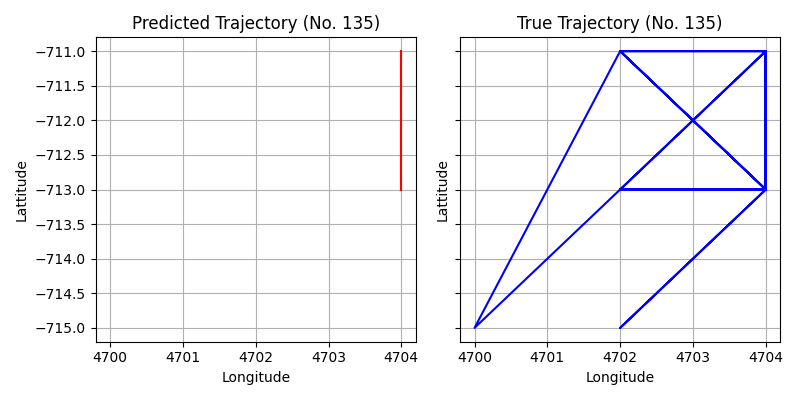 Predicted Trajectory (No. 135)
−711.0
−711.5
−712.0
−712.5
−713.0
−713.5
−714.0
−714.5
−715.0
Lattitude
4700 4701 4702 4703 4704
Longitude
True Trajectory (No. 135)
Lattitude
4700 4701 4702 4703 4704
Longitude